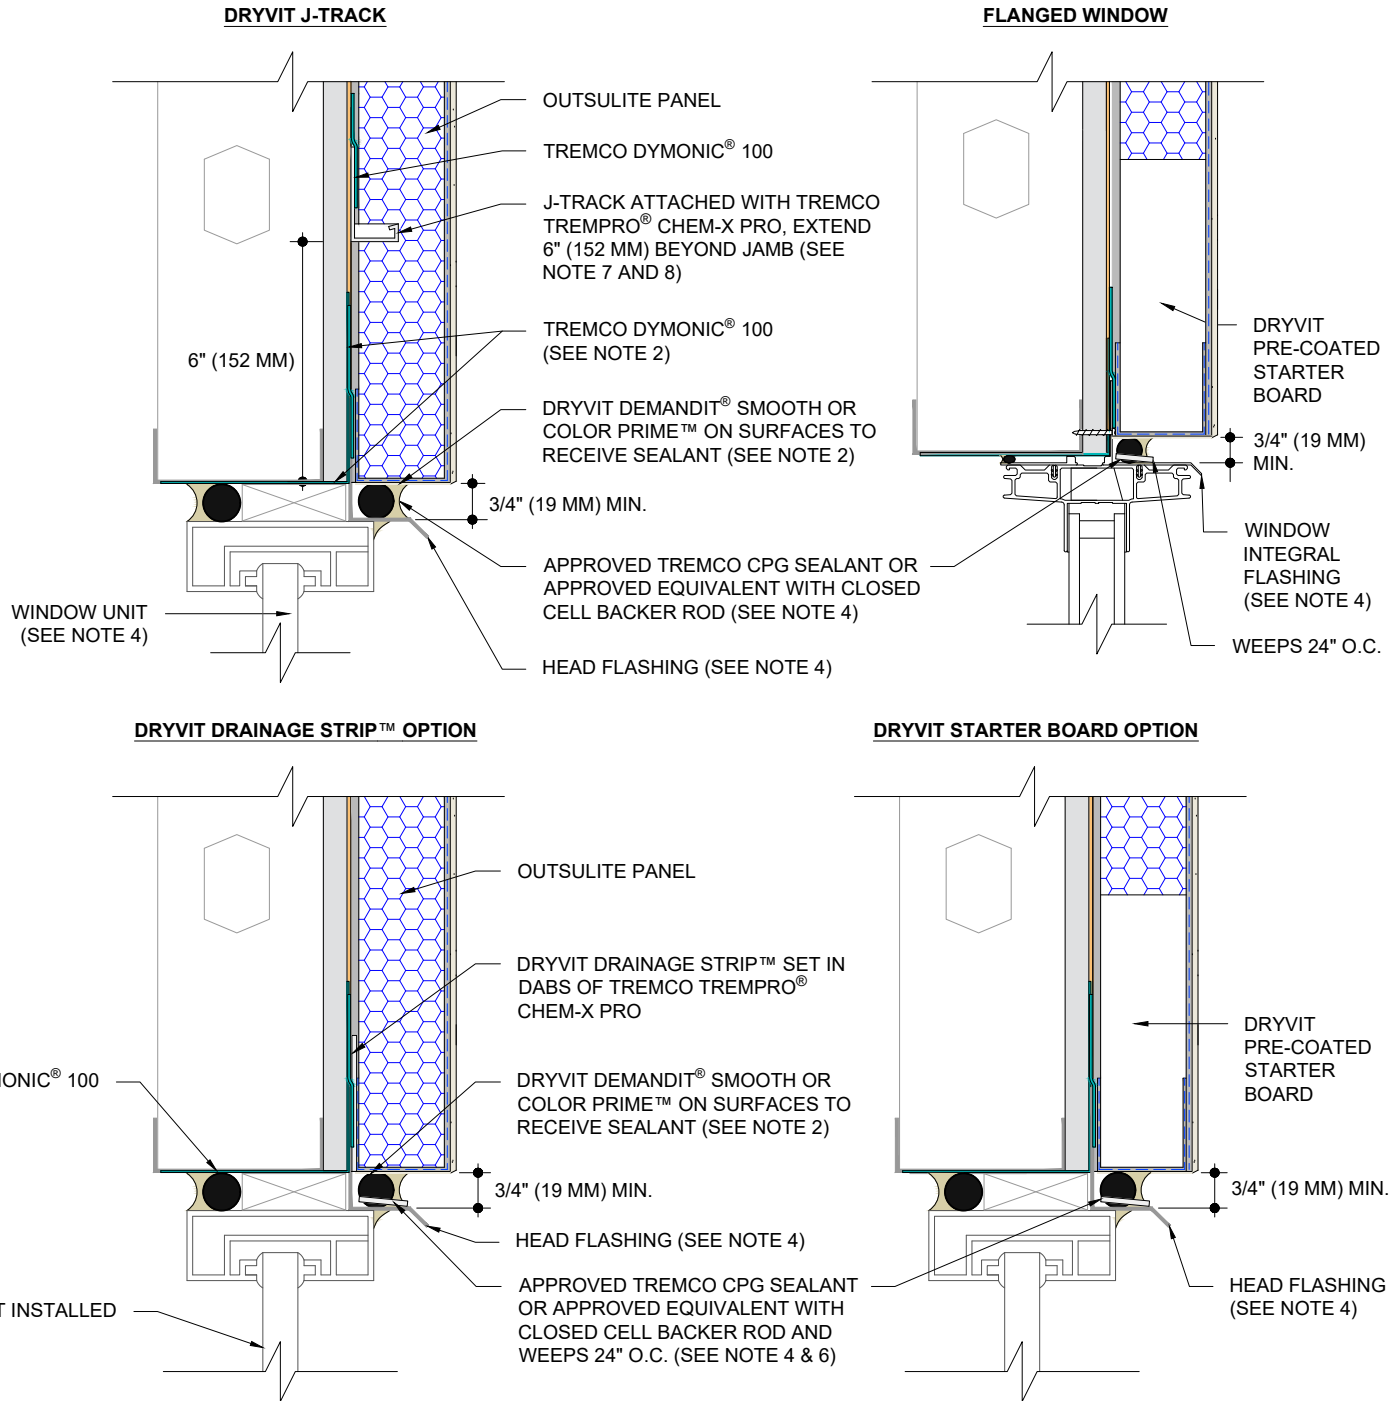 DRYVIT J-TRACK
OUTSULITE PANEL
TREMCO DYMONIC® 100
J-TRACK ATTACHED WITH TREMCO
TREMPRO® CHEM-X PRO, EXTEND
6" (152 MM) BEYOND JAMB (SEE
NOTE 7 AND 8)
6" (152 MM)
TREMCO DYMONIC® 100
(SEE NOTE 2)
DRYVIT DEMANDIT® SMOOTH OR
COLOR PRIME™ ON SURFACES TO
RECEIVE SEALANT (SEE NOTE 2)
3/4" (19 MM) MIN.
APPROVED TREMCO CPG SEALANT OR
APPROVED EQUIVALENT WITH CLOSED
CELL BACKER ROD (SEE NOTE 4)
WINDOW UNIT
(SEE NOTE 4)
HEAD FLASHING (SEE NOTE 4)
FLANGED WINDOW
DRYVIT
PRE-COATED
STARTER
BOARD
3/4" (19 MM)
MIN.
WINDOW
INTEGRAL
FLASHING
(SEE NOTE 4)
WEEPS 24" O.C.
DRYVIT DRAINAGE STRIP™ OPTION
OUTSULITE PANEL
DRYVIT DRAINAGE STRIP™ SET IN
DABS OF TREMCO TREMPRO®
CHEM-X PRO
IONIC® 100
DRYVIT DEMANDIT® SMOOTH OR
COLOR PRIME™ ON SURFACES TO
RECEIVE SEALANT (SEE NOTE 2)
3/4" (19 MM) MIN.
HEAD FLASHING (SEE NOTE 4)
APPROVED TREMCO CPG SEALANT
OR APPROVED EQUIVALENT WITH
CLOSED CELL BACKER ROD AND
WEEPS 24" O.C. (SEE NOTE 4 & 6)
T INSTALLED
DRYVIT STARTER BOARD OPTION
DRYVIT
PRE-COATED
STARTER
BOARD
3/4" (19 MM) MIN.
HEAD FLASHING
(SEE NOTE 4)